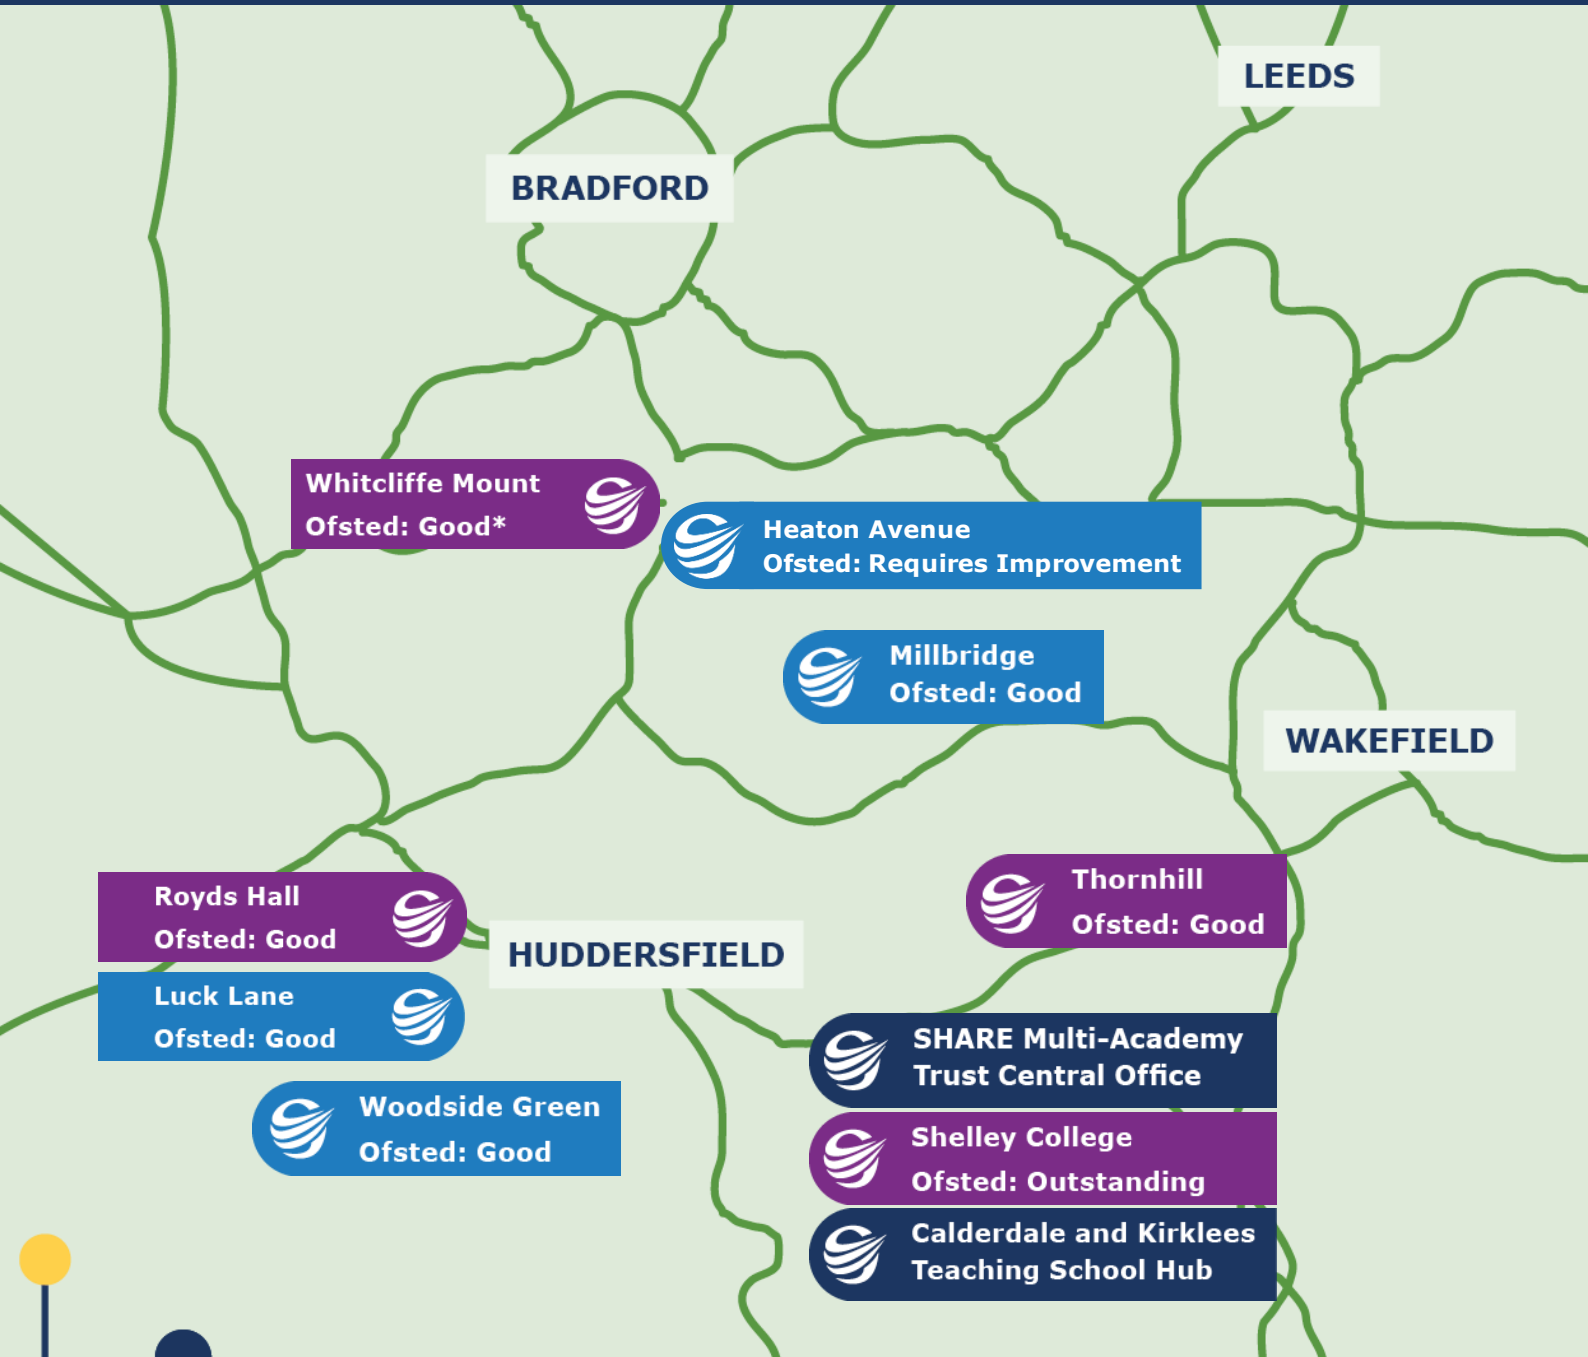 LEEDS
BRADFORD
Whitcliffe Mount
Ofsted: Good*
Heaton Avenue
Ofsted: Requires Improvement
Millbridge
Ofsted: Good
WAKEFIELD
Thornhill
Ofsted: Good
Royds Hall
Ofsted: Good
HUDDERSFIELD
Luck Lane
Ofsted: Good
SHARE Multi-Academy
Trust Central Office
Woodside Green
Ofsted: Good
Shelley College
Ofsted: Outstanding
Calderdale and Kirklees
Teaching School Hub